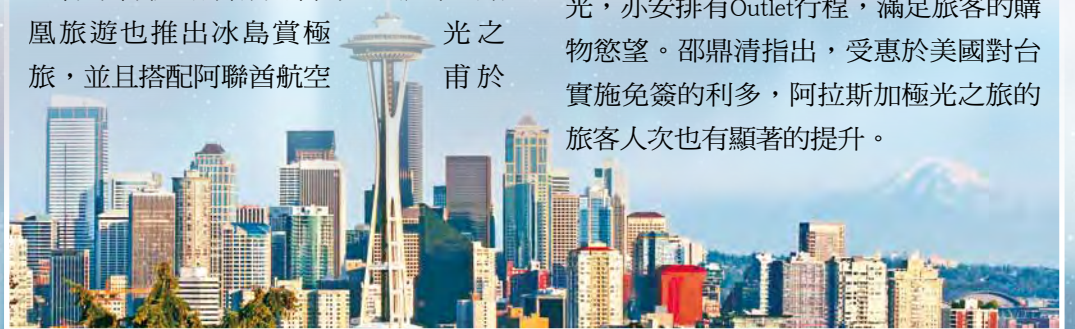 凰旅遊也推出冰島賞極光之
旅，並且搭配阿聯酋航空甫於
光，亦安排有Outlet行程，滿足旅客的購
物慾望。邵鼎清指出，受惠於美國對台
實施免簽的利多，阿拉斯加極光之旅的
旅客人次也有顯著的提升。